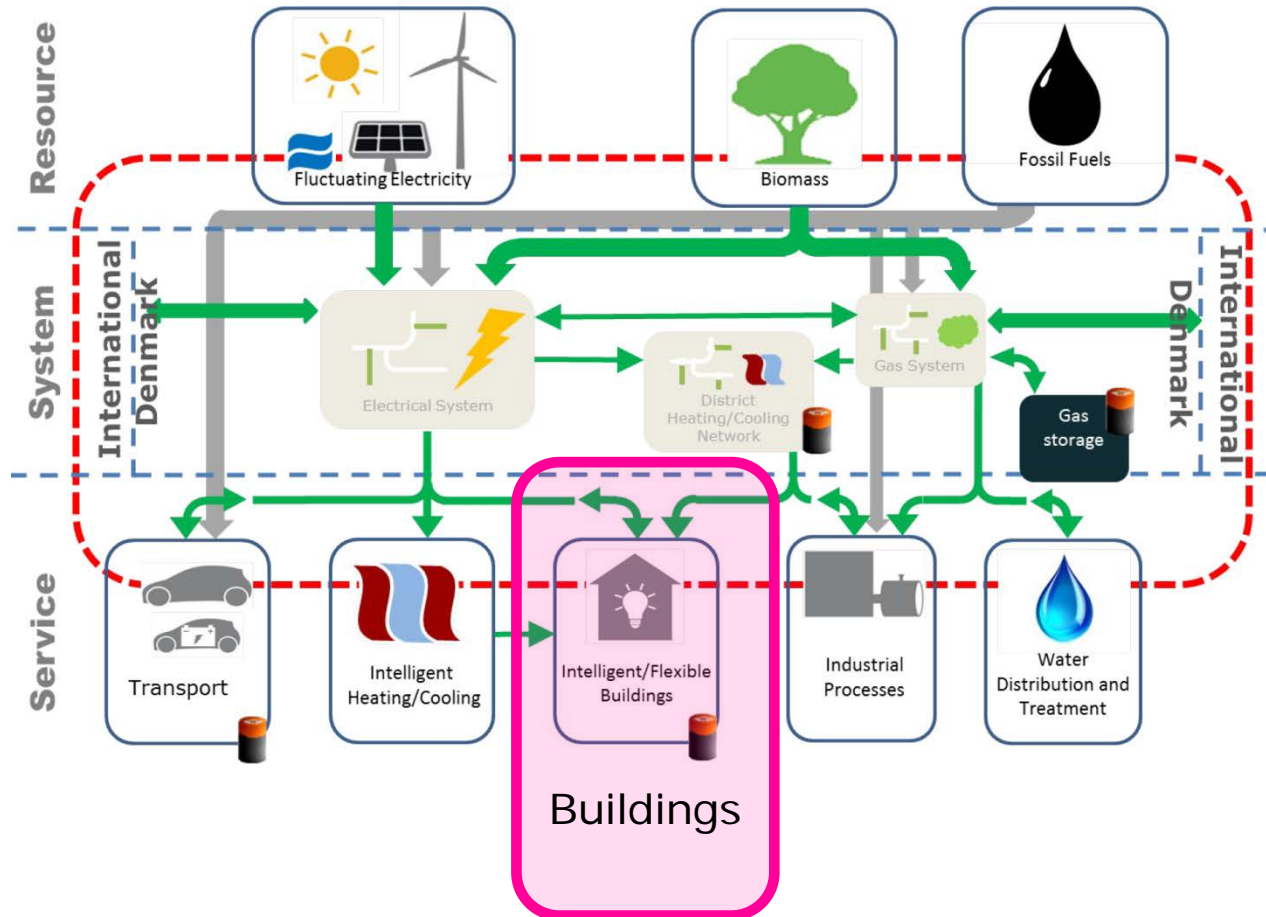 Resource
Fluctuating Electricity
Biomass
Fossil Fuels
System
International
Denmark
Electrical System
District
Heating/Cooling
Network
Gas System
Gas
storage
Denmark
International
Service
Transport
Intelligent
Heating/Cooling
Intelligent/Flexible
Buildings
Industrial
Processes
Water
Distribution and
Treatment
Buildings